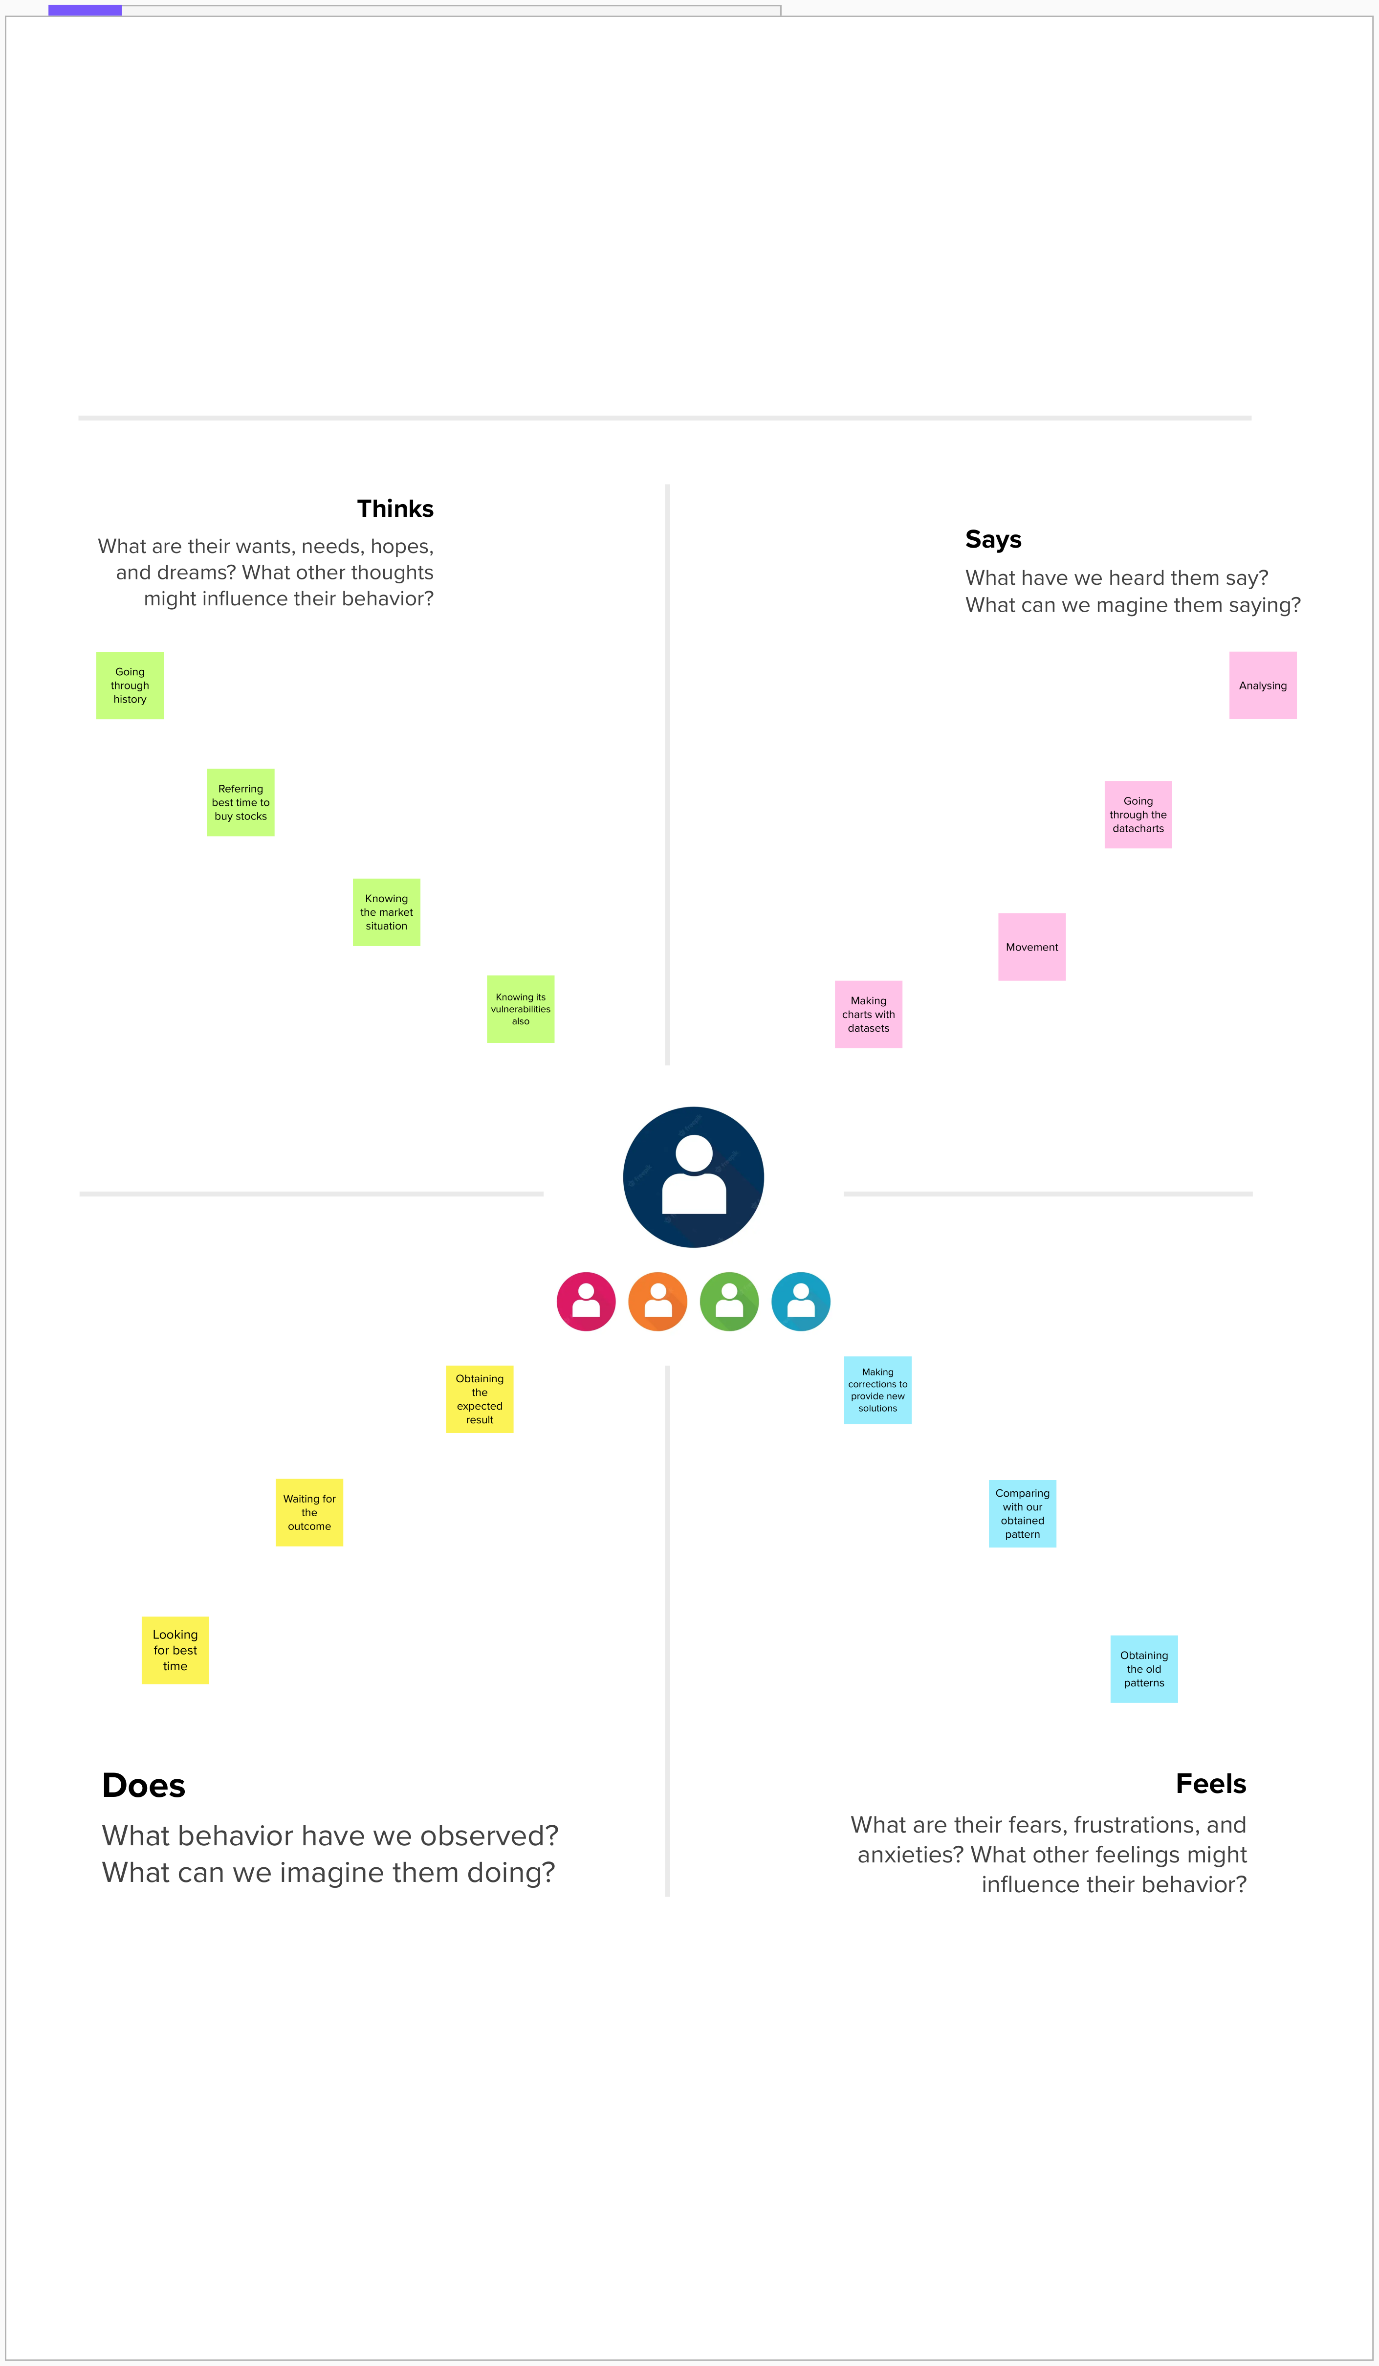 Thinks
What are their wants, needs, hopes,
and dreams? What other thoughts
might influence their behavior?
Going
through
history
Referring
best time to
buy stocks
Knowing
the market
situation
Knowing its
vulnerabilities
also
Says
What have we heard them say?
What can we magine them saying?
Analysing
Going
through the
datacharts
Movement
Making
charts with
datasets
Obtaining
the
expected
result
Waiting for
the
outcome
Looking
for best
time
Does
What behavior have we observed?
What can we imagine them doing?
Making
corrections to
provide new
solutions
Comparing
with our
obtained
pattern
Obtaining
the old
patterns
Feels
What are their fears, frustrations, and
anxieties? What other feelings might
influence their behavior?